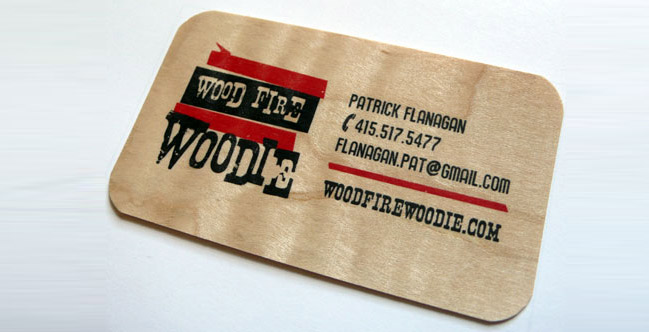 WOOD FIRE
WOODIE
PATRICK FLANAGAN
415.517.5477
FLANAGAN.PAT@GMAIL.COM
WOODFIREWOODIE.COM